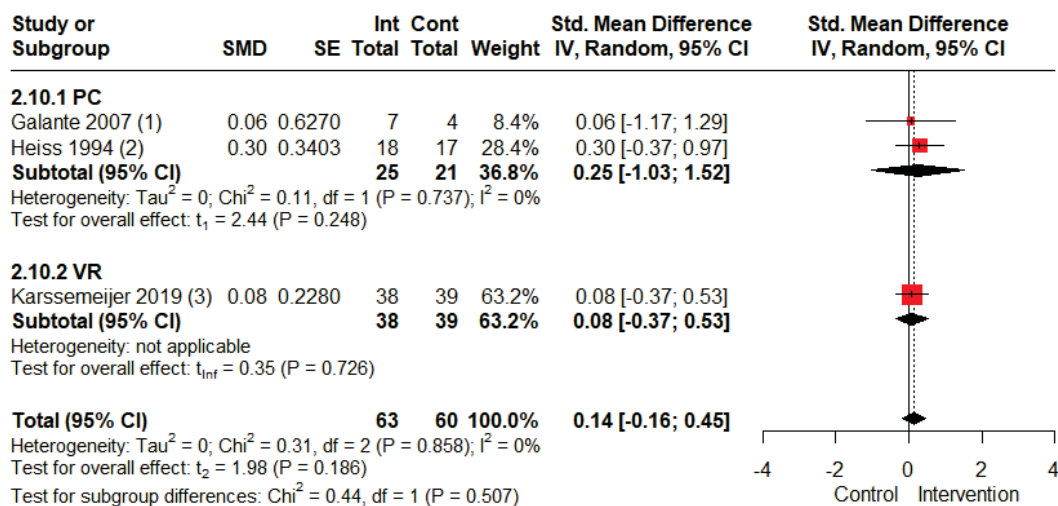 Study or Int Cont Std. Mean Difference Std. Mean Difference
Subgroup SMD SE Total Total Weight IV, Random, 95% CI IV, Random, 95% CI
2.10.1 PC
Galante 2007 (1) 0.06 0.6270 7 4 8.4% 0.06 [-1.17; 1.29]
Heiss 1994 (2) 0.30 0.3403 18 17 28.4% 0.30 [-0.37; 0.97]
Subtotal (95% CI) 25 21 36.8% 0.25 [-1.03; 1.52]
Heterogeneity: Tau² = 0; Chi² = 0.11, df = 1 (P = 0.737); I² = 0%
Test for overall effect: t₁ = 2.44 (P = 0.248)
2.10.2 VR
Karssemeijer 2019 (3) 0.08 0.2280 38 39 63.2% 0.08 [-0.37; 0.53]
Subtotal (95% CI) 38 39 63.2% 0.08 [-0.37; 0.53]
Heterogeneity: not applicable
Test for overall effect: t_Inf = 0.35 (P = 0.726)
Total (95% CI) 63 60 100.0% 0.14 [-0.16; 0.45]
Heterogeneity: Tau² = 0; Chi² = 0.31, df = 2 (P = 0.858); I² = 0%
Test for overall effect: t₂ = 1.98 (P = 0.186)
Test for subgroup differences: Chi² = 0.44, df = 1 (P = 0.507)
-4 -2 0 2 4
Control Intervention